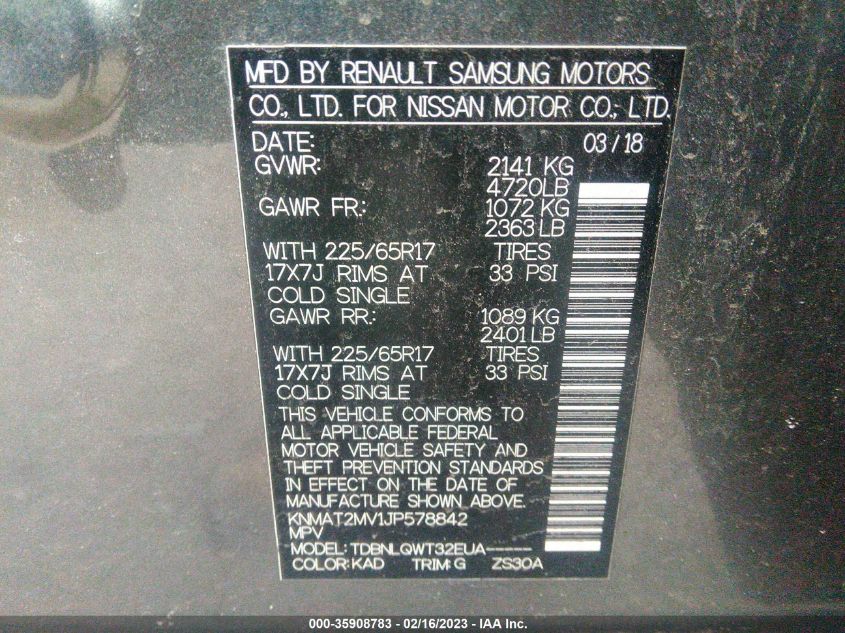 MFD BY RENAULT SAMSUNG MOTORS
CO., LTD. FOR NISSAN MOTOR CO., LTD.
DATE: 03/18
GVWR: 2141 KG
4720LB
GAWR FR.: 1072 KG
2363 LB
WITH 225/65R17 TIRES
17X7J RIMS AT 33 PSI
COLD SINGLE
GAWR RR.: 1089 KG
2401 LB
WITH 225/65R17 TIRES
17X7J RIMS AT 33 PSI
COLD SINGLE
THIS VEHICLE CONFORMS TO
ALL APPLICABLE FEDERAL
MOTOR VEHICLE SAFETY AND
THEFT PREVENTION STANDARDS
IN EFFECT ON THE DATE OF
MANUFACTURE SHOWN ABOVE.
KNMAT2MV1JP578842
MPV
MODEL: TDBNLQWT32EUA-----
COLOR: KAD TRIM: G ZS30A
000-35908783 - 02/16/2023 - IAA Inc.